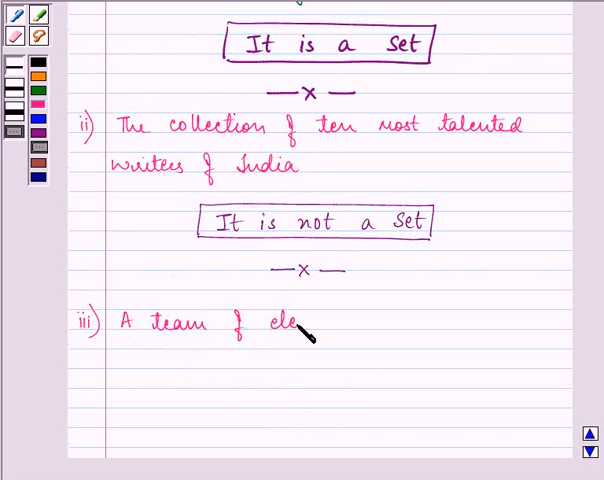 It is a set
—x—
ii) The collection of ten most talented
writers of India
It is not a set
—x—
iii) A team of ele